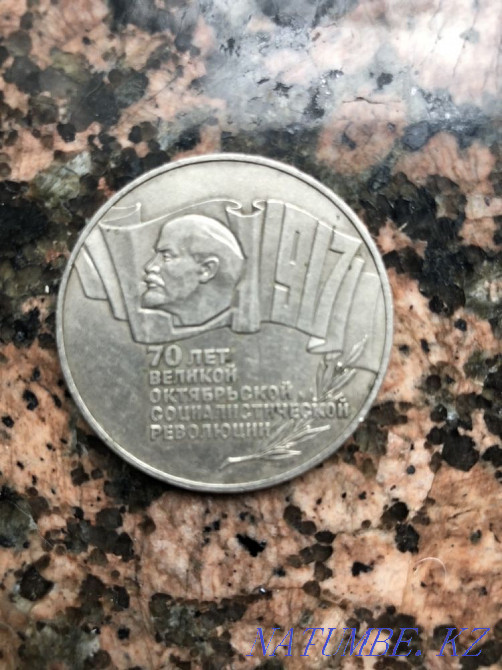 1917
70 ЛЕТ
ВЕЛИКОЙ
ОКТЯБРЬСКОЙ
СОЦИАЛИСТИЧЕСКОЙ
РЕВОЛЮЦИИ
NATUMBE.KZ